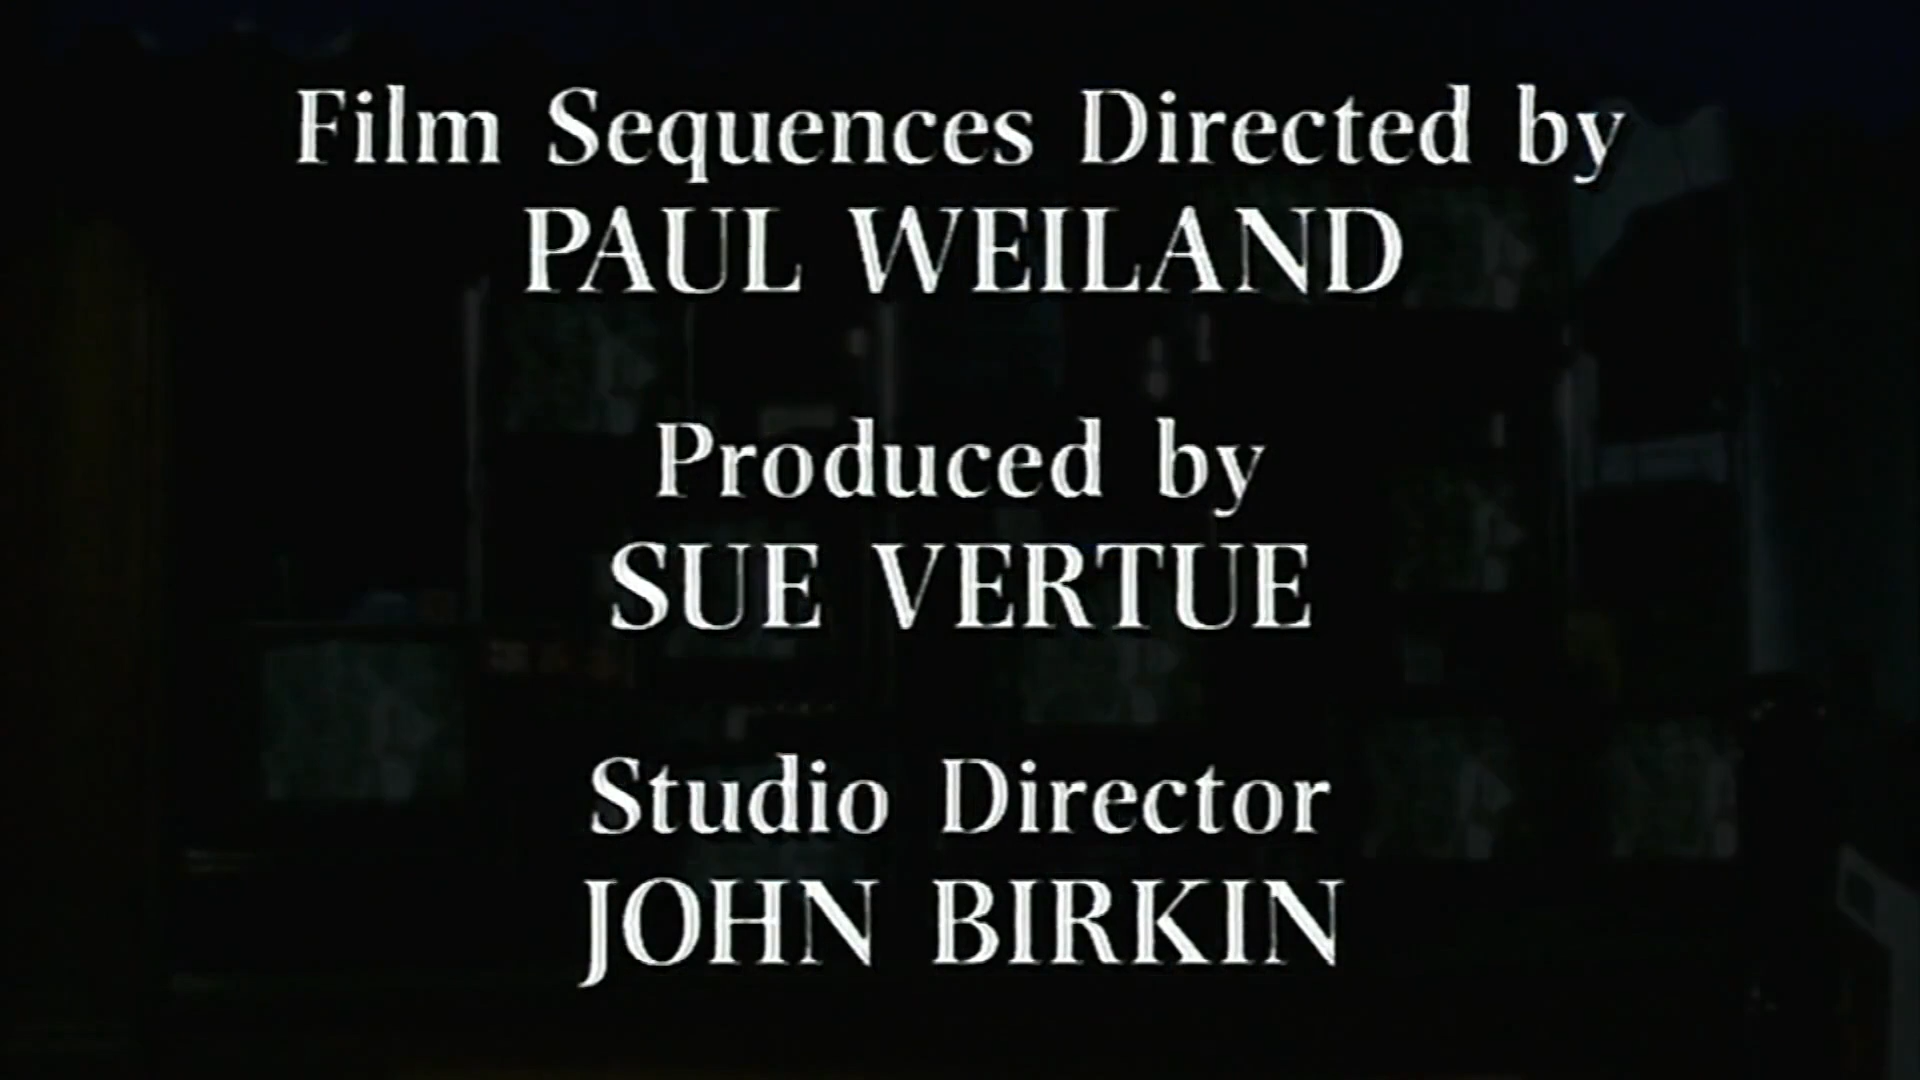 Film Sequences Directed by
PAUL WEILAND
Produced by
SUE VERTUE
Studio Director
JOHN BIRKIN